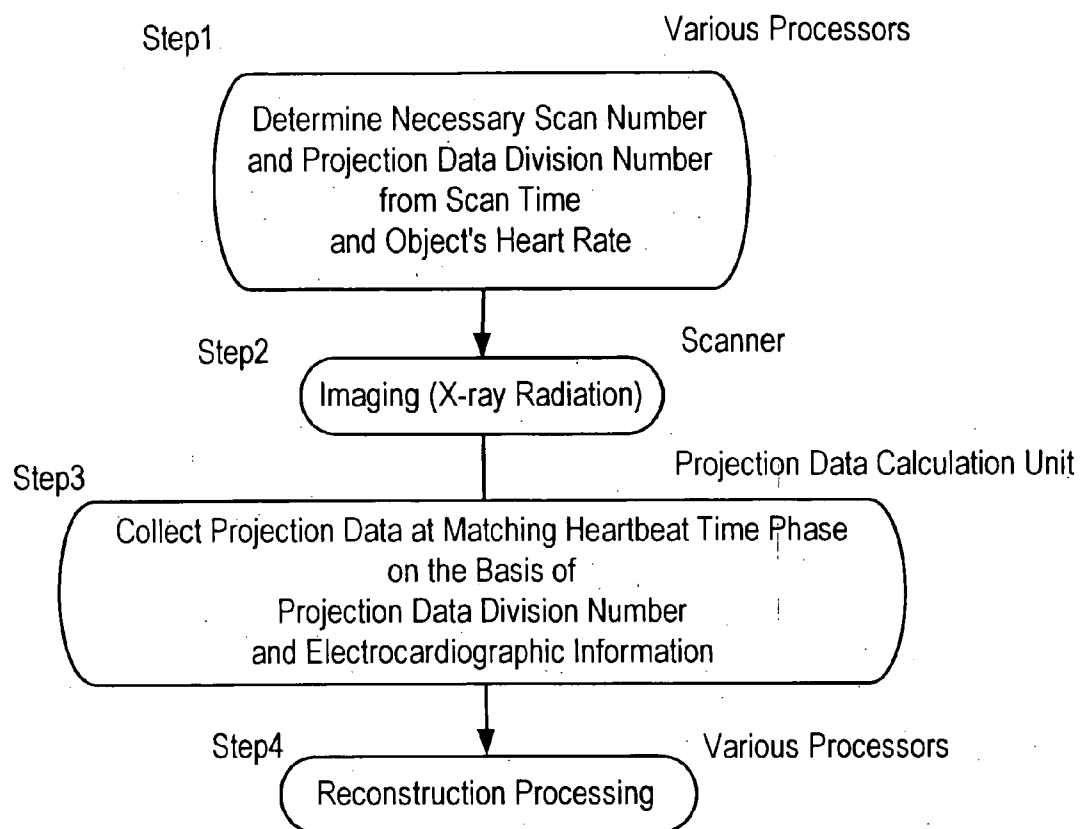 Step1
Various Processors
Determine Necessary Scan Number
and Projection Data Division Number
from Scan Time
and Object's Heart Rate
Step2
Scanner
Imaging (X-ray Radiation)
Step3
Projection Data Calculation Unit
Collect Projection Data at Matching Heartbeat Time Phase
on the Basis of
Projection Data Division Number
and Electrocardiographic Information
Step4
Various Processors
Reconstruction Processing